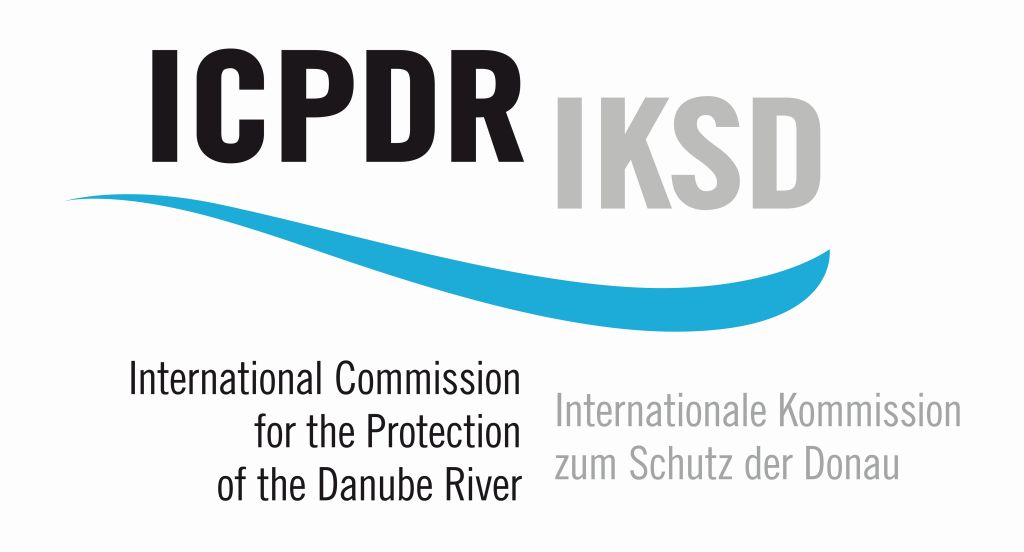 ICPDR
IKSD
International Commission
for the Protection
of the Danube River
Internationale Kommission
zum Schutz der Donau